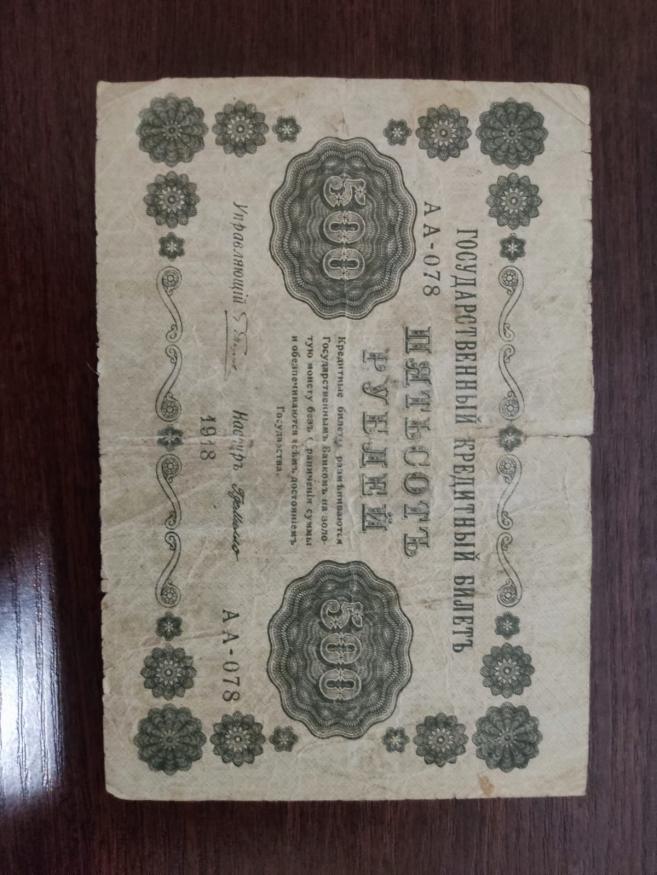 ГОСУДАРСТВЕННЫЙ КРЕДИТНЫЙ БИЛЕТЪ
АА-078
ПЯТЬСОТЪ
РУБЛЕЙ
500
500
Кредитные билеты размѣниваются
Государственнымъ Банкомъ на золо-
тую монету безъ ограниченія суммы
и обезпечиваются всѣмъ достояніемъ
Государства.
Управляющій
Кассиръ
АА-078
1918